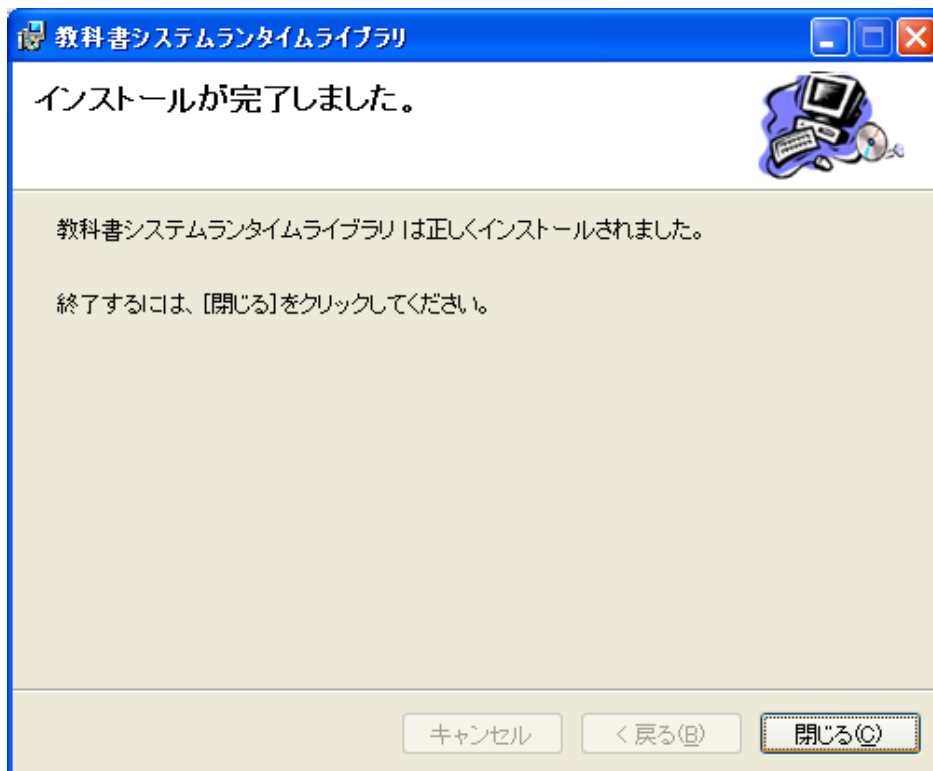 教科書システムランタイムライブラリ
インストールが完了しました。
教科書システムランタイムライブラリ は正しくインストールされました。
終了するには、[閉じる]をクリックしてください。
キャンセル
< 戻る(B)
閉じる(C)